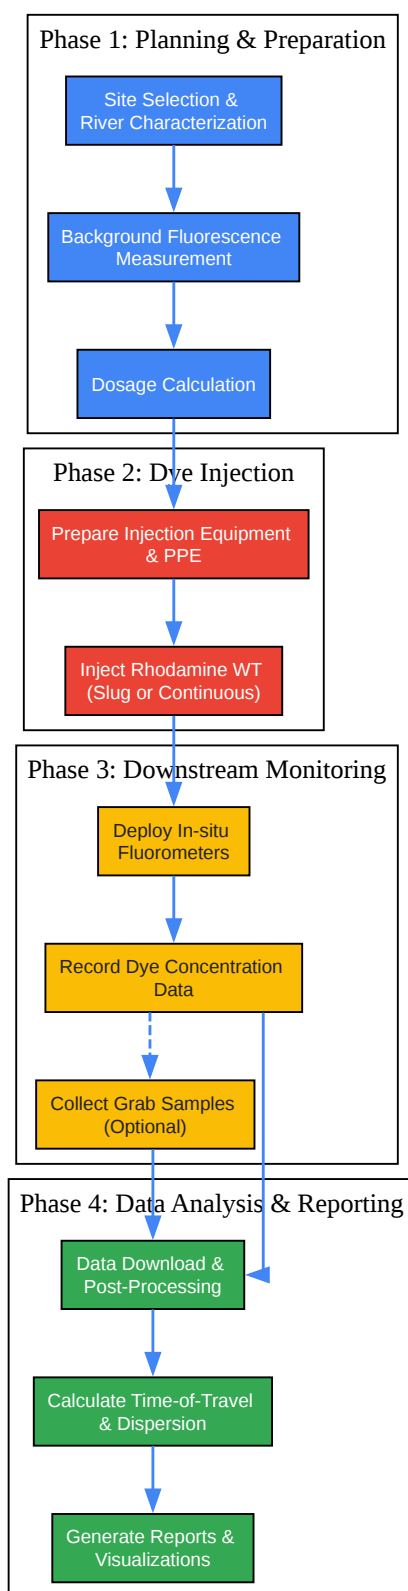 Phase 1: Planning & Preparation
Site Selection &
River Characterization
Background Fluorescence
Measurement
Dosage Calculation
Phase 2: Dye Injection
Prepare Injection Equipment
& PPE
Inject Rhodamine WT
(Slug or Continuous)
Phase 3: Downstream Monitoring
Deploy In-situ
Fluorometers
Record Dye Concentration
Data
Collect Grab Samples
(Optional)
Phase 4: Data Analysis & Reporting
Data Download &
Post-Processing
Calculate Time-of-Travel
& Dispersion
Generate Reports &
Visualizations